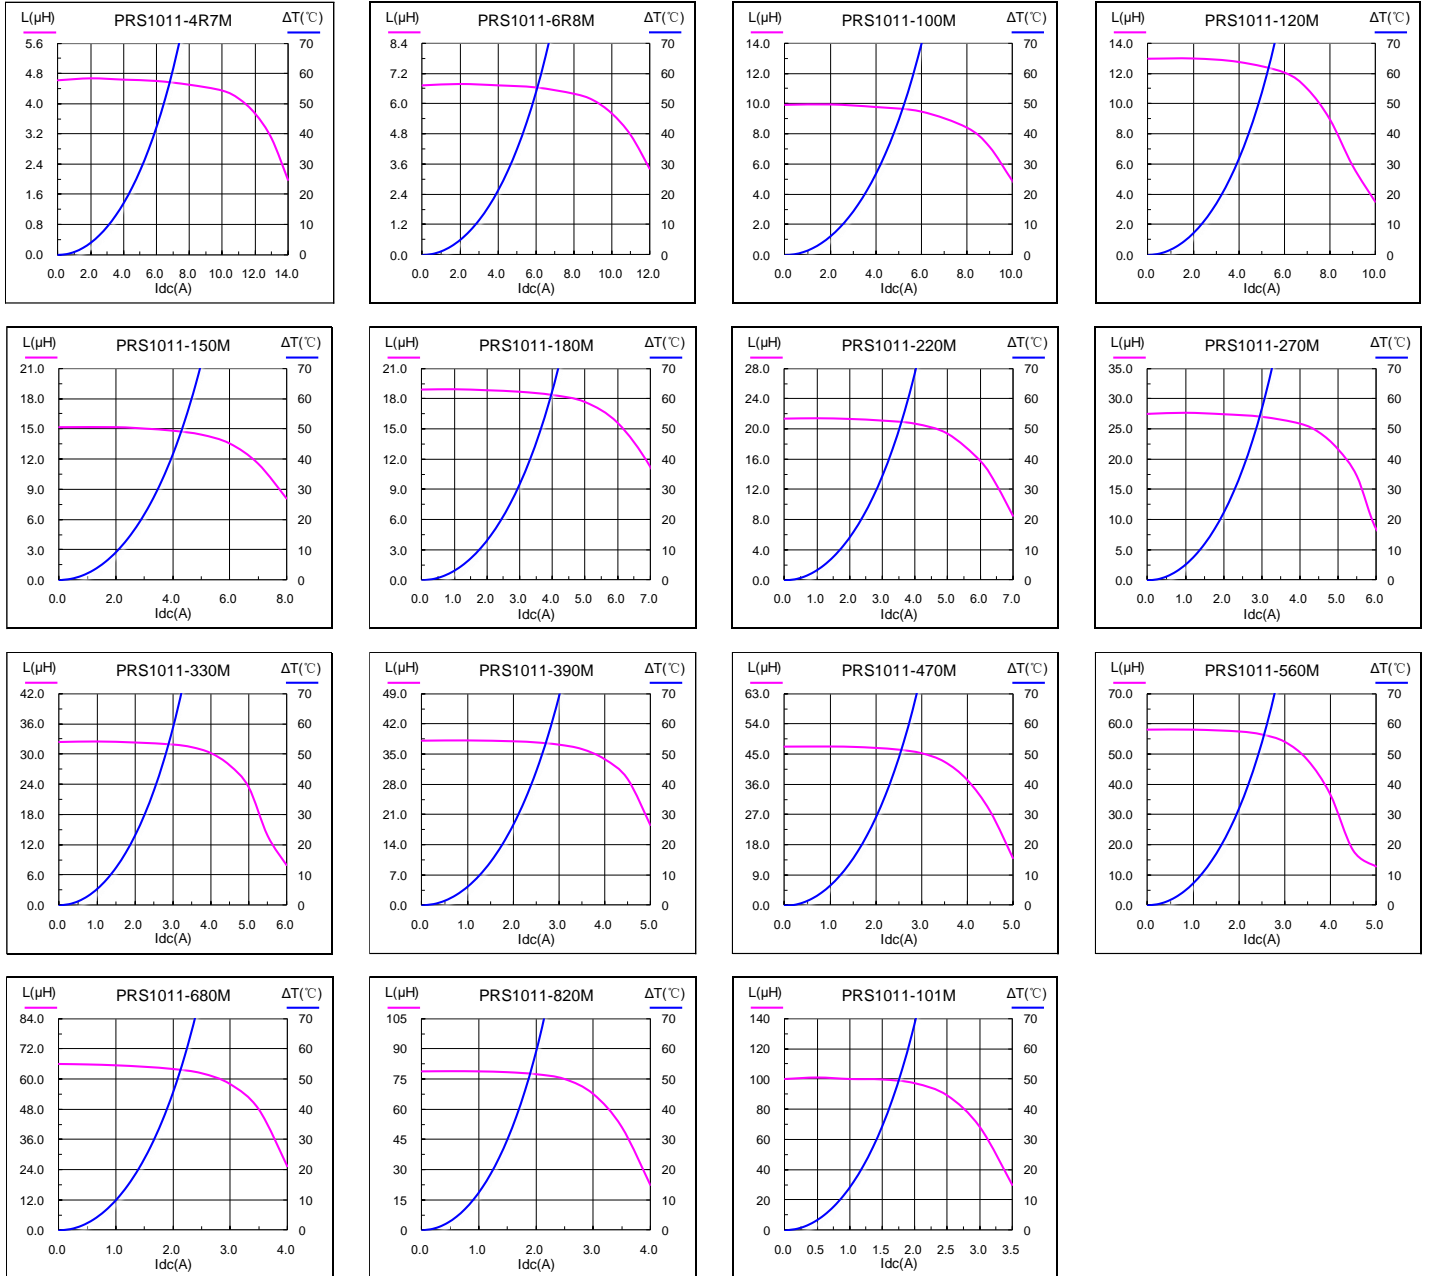 L(μH) PRS1011-4R7M ΔT(℃)
5.6 70
4.8 60
4.0 50
3.2 40
2.4 30
1.6 20
0.8 10
0.0 0
0.0 2.0 4.0 6.0 8.0 10.0 12.0 14.0
Idc(A)
L(μH) PRS1011-6R8M ΔT(℃)
8.4 70
7.2 60
6.0 50
4.8 40
3.6 30
2.4 20
1.2 10
0.0 0
0.0 2.0 4.0 6.0 8.0 10.0 12.0
Idc(A)
L(μH) PRS1011-100M ΔT(℃)
14.0 70
12.0 60
10.0 50
8.0 40
6.0 30
4.0 20
2.0 10
0.0 0
0.0 2.0 4.0 6.0 8.0 10.0
Idc(A)
L(μH) PRS1011-120M ΔT(℃)
14.0 70
12.0 60
10.0 50
8.0 40
6.0 30
4.0 20
2.0 10
0.0 0
0.0 2.0 4.0 6.0 8.0 10.0
Idc(A)
L(μH) PRS1011-150M ΔT(℃)
21.0 70
18.0 60
15.0 50
12.0 40
9.0 30
6.0 20
3.0 10
0.0 0
0.0 2.0 4.0 6.0 8.0
Idc(A)
L(μH) PRS1011-180M ΔT(℃)
21.0 70
18.0 60
15.0 50
12.0 40
9.0 30
6.0 20
3.0 10
0.0 0
0.0 1.0 2.0 3.0 4.0 5.0 6.0 7.0
Idc(A)
L(μH) PRS1011-220M ΔT(℃)
28.0 70
24.0 60
20.0 50
16.0 40
12.0 30
8.0 20
4.0 10
0.0 0
0.0 1.0 2.0 3.0 4.0 5.0 6.0 7.0
Idc(A)
L(μH) PRS1011-270M ΔT(℃)
35.0 70
30.0 60
25.0 50
20.0 40
15.0 30
10.0 20
5.0 10
0.0 0
0.0 1.0 2.0 3.0 4.0 5.0 6.0
Idc(A)
L(μH) PRS1011-330M ΔT(℃)
42.0 70
36.0 60
30.0 50
24.0 40
18.0 30
12.0 20
6.0 10
0.0 0
0.0 1.0 2.0 3.0 4.0 5.0 6.0
Idc(A)
L(μH) PRS1011-390M ΔT(℃)
49.0 70
42.0 60
35.0 50
28.0 40
21.0 30
14.0 20
7.0 10
0.0 0
0.0 1.0 2.0 3.0 4.0 5.0
Idc(A)
L(μH) PRS1011-470M ΔT(℃)
63.0 70
54.0 60
45.0 50
36.0 40
27.0 30
18.0 20
9.0 10
0.0 0
0.0 1.0 2.0 3.0 4.0 5.0
Idc(A)
L(μH) PRS1011-560M ΔT(℃)
70.0 70
60.0 60
50.0 50
40.0 40
30.0 30
20.0 20
10.0 10
0.0 0
0.0 1.0 2.0 3.0 4.0 5.0
Idc(A)
L(μH) PRS1011-680M ΔT(℃)
84.0 70
72.0 60
60.0 50
48.0 40
36.0 30
24.0 20
12.0 10
0.0 0
0.0 1.0 2.0 3.0 4.0
Idc(A)
L(μH) PRS1011-820M ΔT(℃)
105 70
90 60
75 50
60 40
45 30
30 20
15 10
0 0
0.0 1.0 2.0 3.0 4.0
Idc(A)
L(μH) PRS1011-101M ΔT(℃)
140 70
120 60
100 50
80 40
60 30
40 20
20 10
0 0
0.0 0.5 1.0 1.5 2.0 2.5 3.0 3.5
Idc(A)